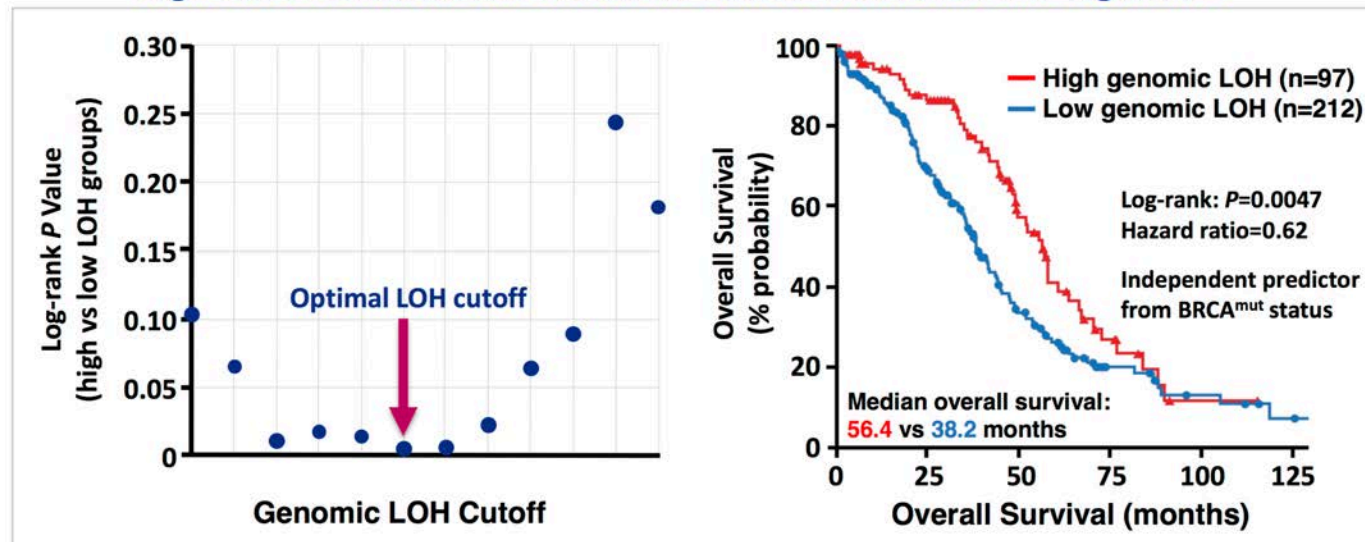 0.30
0.25
0.20
0.15
0.10
0.05
0
Log-rank P Value
(high vs low LOH groups)
Optimal LOH cutoff
Genomic LOH Cutoff
100
80
60
40
20
0
Overall Survival
(% probability)
High genomic LOH (n=97)
Low genomic LOH (n=212)
Log-rank: P=0.0047
Hazard ratio=0.62
Independent predictor
from BRCAmut status
Median overall survival:
56.4 vs 38.2 months
0 25 50 75 100 125
Overall Survival (months)